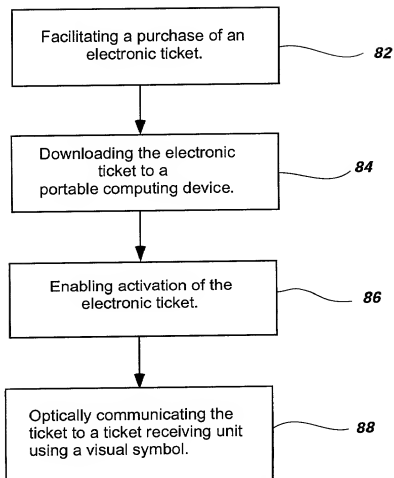 Facilitating a purchase of an
electronic ticket.
82
Downloading the electronic
ticket to a
portable computing device.
84
Enabling activation of the
electronic ticket.
86
Optically communicating the
ticket to a ticket receiving unit
using a visual symbol.
88